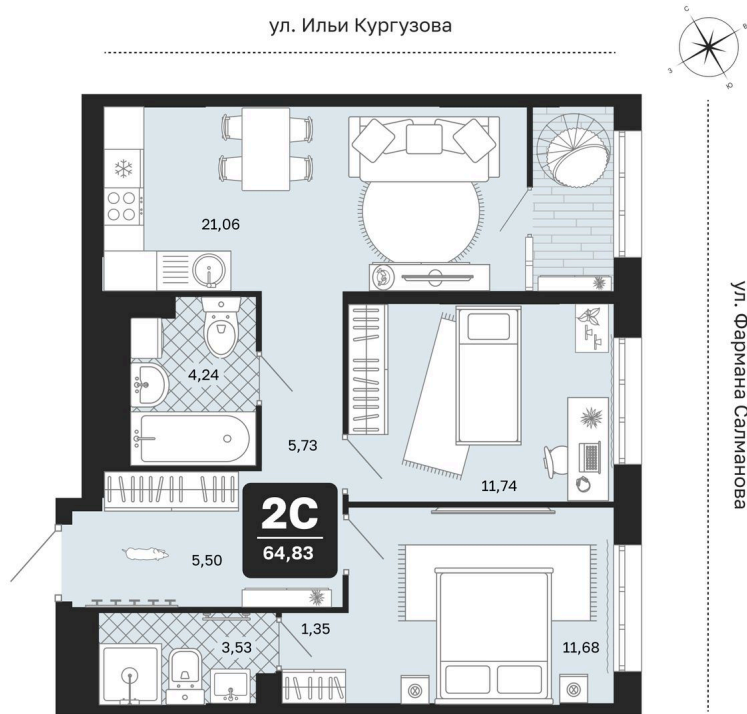 ул. Ильи Кургузова
С
В
З
Ю
21,06
4,24
5,73
11,74
ул. Фармана Салманова
2С
64,83
5,50
1,35
3,53
11,68